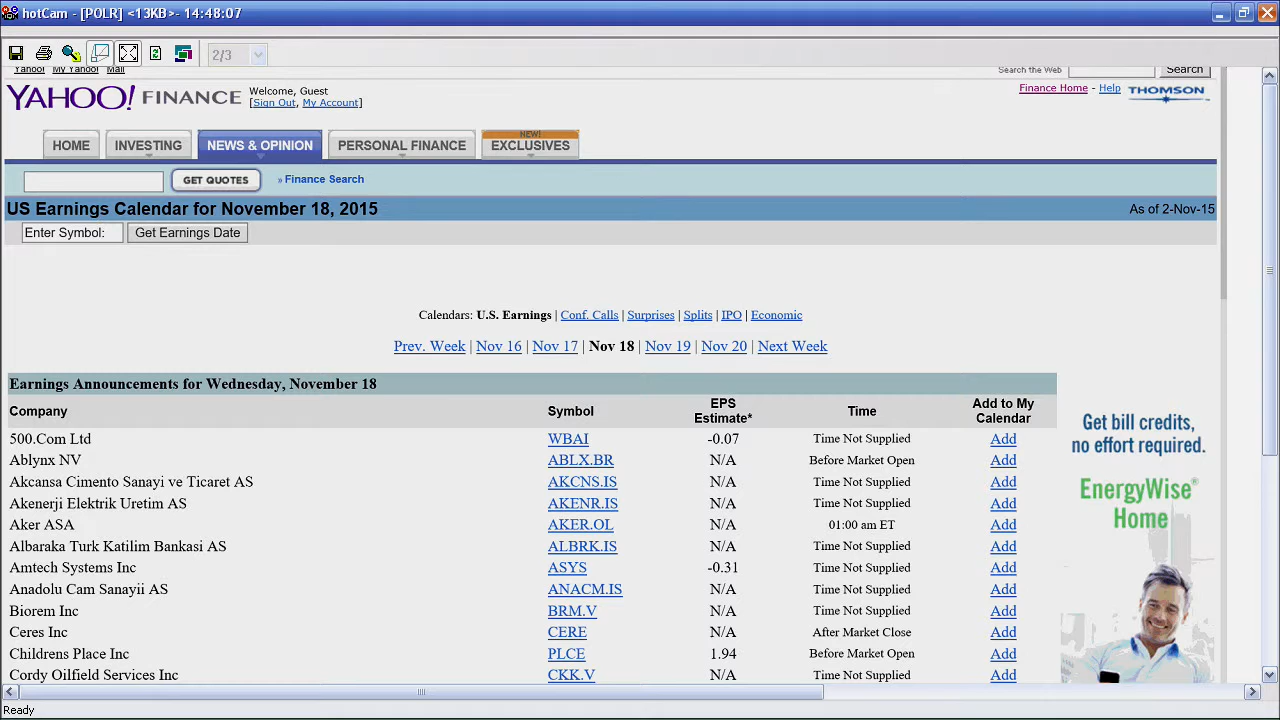 hotCam - [POLR] <13KB>- 14:48:07
2/3
Yahoo! My Yahoo! Mail
Search the Web Search
YAHOO! FINANCE
Welcome, Guest
[Sign Out, My Account]
Finance Home - Help
THOMSON
HOME INVESTING NEWS & OPINION PERSONAL FINANCE NEW! EXCLUSIVES
GET QUOTES » Finance Search
US Earnings Calendar for November 18, 2015 As of 2-Nov-15
Enter Symbol: Get Earnings Date
Calendars: U.S. Earnings | Conf. Calls | Surprises | Splits | IPO | Economic
Prev. Week | Nov 16 | Nov 17 | Nov 18 | Nov 19 | Nov 20 | Next Week
Earnings Announcements for Wednesday, November 18
Company Symbol EPS Estimate* Time Add to My Calendar
500.Com Ltd WBAI -0.07 Time Not Supplied Add
Ablynx NV ABLX.BR N/A Before Market Open Add
Akcansa Cimento Sanayi ve Ticaret AS AKCNS.IS N/A Time Not Supplied Add
Akenerji Elektrik Uretim AS AKENR.IS N/A Time Not Supplied Add
Aker ASA AKER.OL N/A 01:00 am ET Add
Albaraka Turk Katilim Bankasi AS ALBRK.IS N/A Time Not Supplied Add
Amtech Systems Inc ASYS -0.31 Time Not Supplied Add
Anadolu Cam Sanayii AS ANACM.IS N/A Time Not Supplied Add
Biorem Inc BRM.V N/A Time Not Supplied Add
Ceres Inc CERE N/A After Market Close Add
Childrens Place Inc PLCE 1.94 Before Market Open Add
Cordy Oilfield Services Inc CKK.V N/A Time Not Supplied Add
Get bill credits,
no effort required.
EnergyWise®
Home
Ready